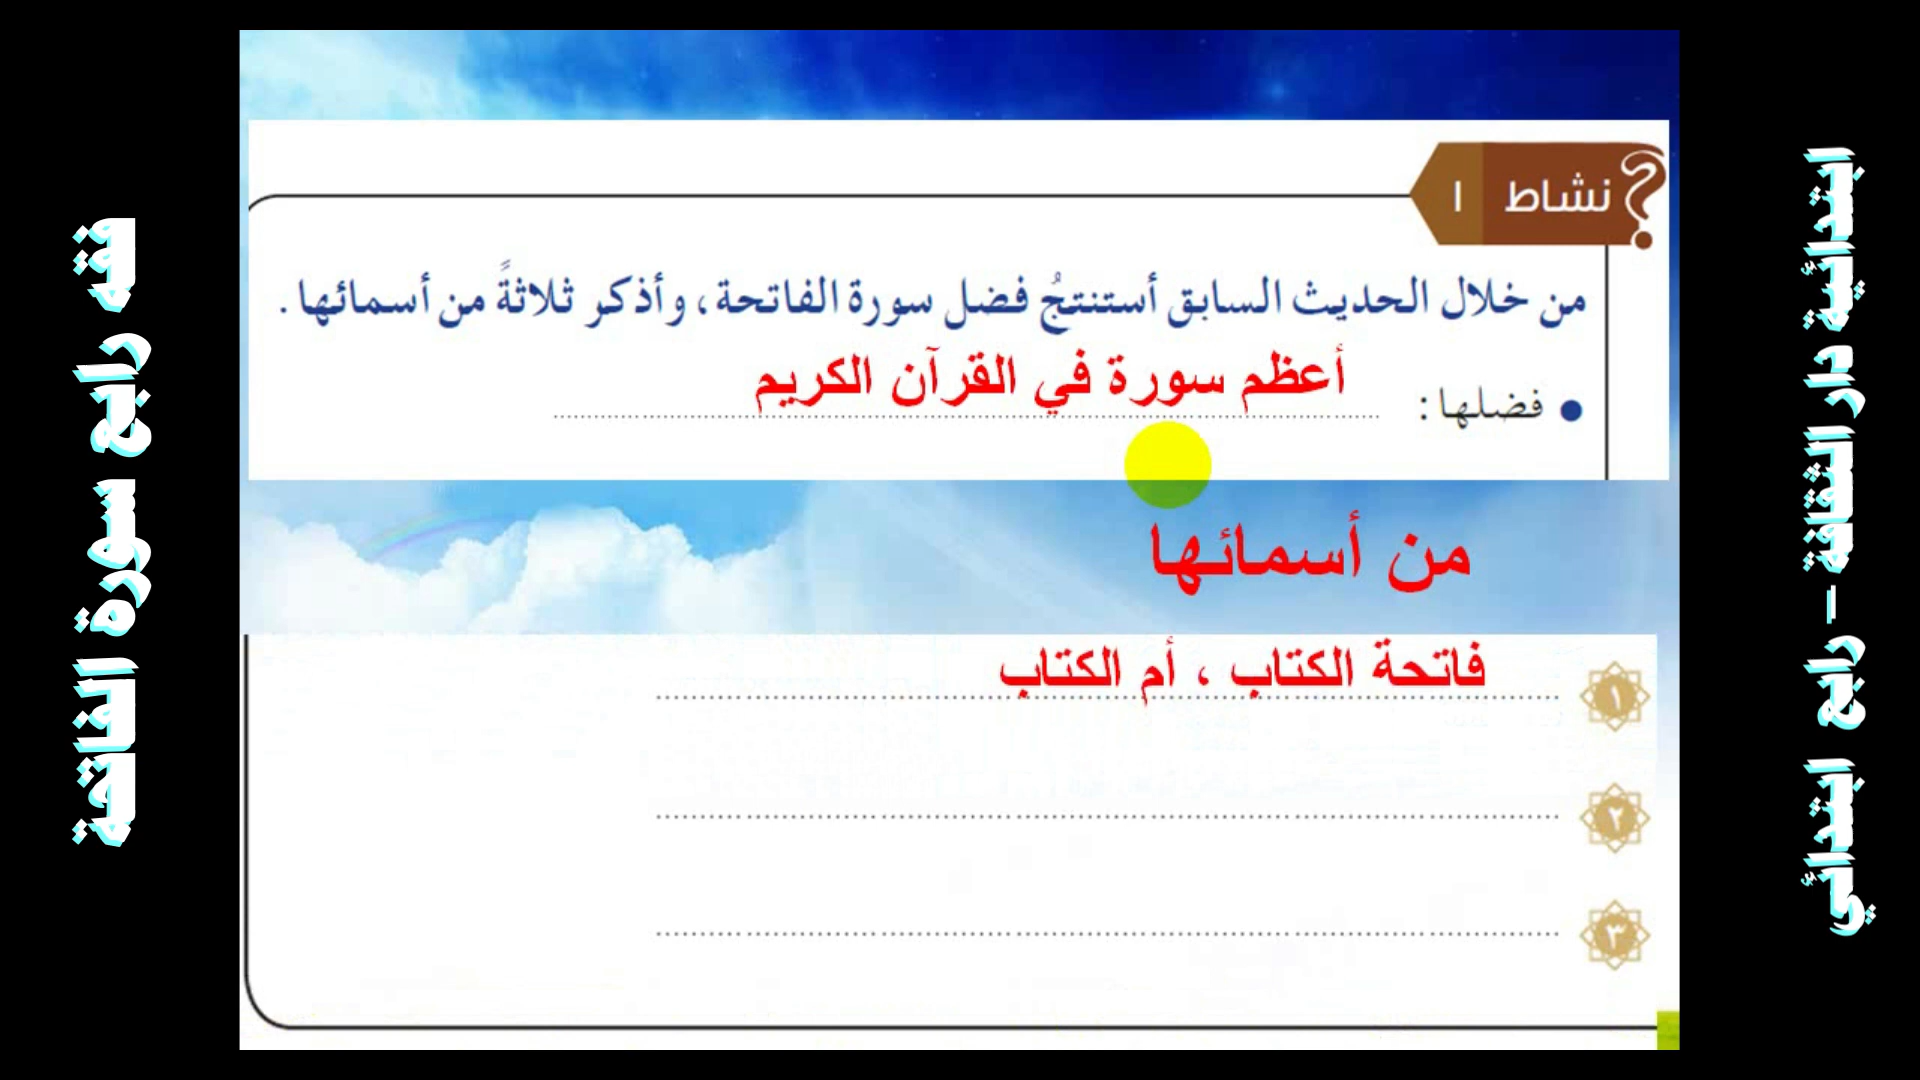 نشاط ١
من خلال الحديث السابق أستنتجُ فضل سورة الفاتحة، وأذكر ثلاثةً من أسمائها .
• فضلها :
أعظم سورة في القرآن الكريم
من أسمائها
١ فاتحة الكتاب ، أم الكتاب
٢
٣
ابتدائية دار الثقافة – رابع ابتدائي
فقه رابع سورة الفاتحة